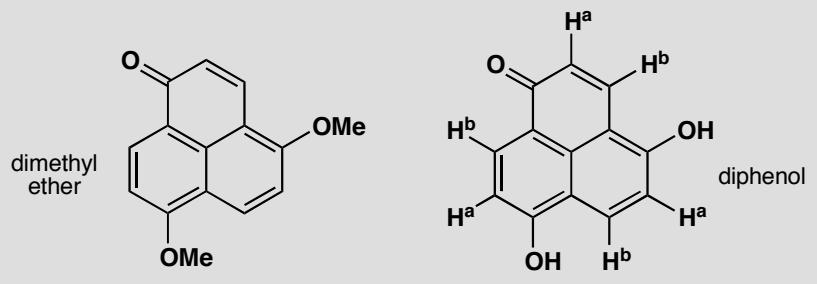 O
OMe
dimethyl
ether
OMe
Hᵃ
O
Hᵇ
Hᵇ
OH
diphenol
Hᵃ
Hᵃ
OH
Hᵇ